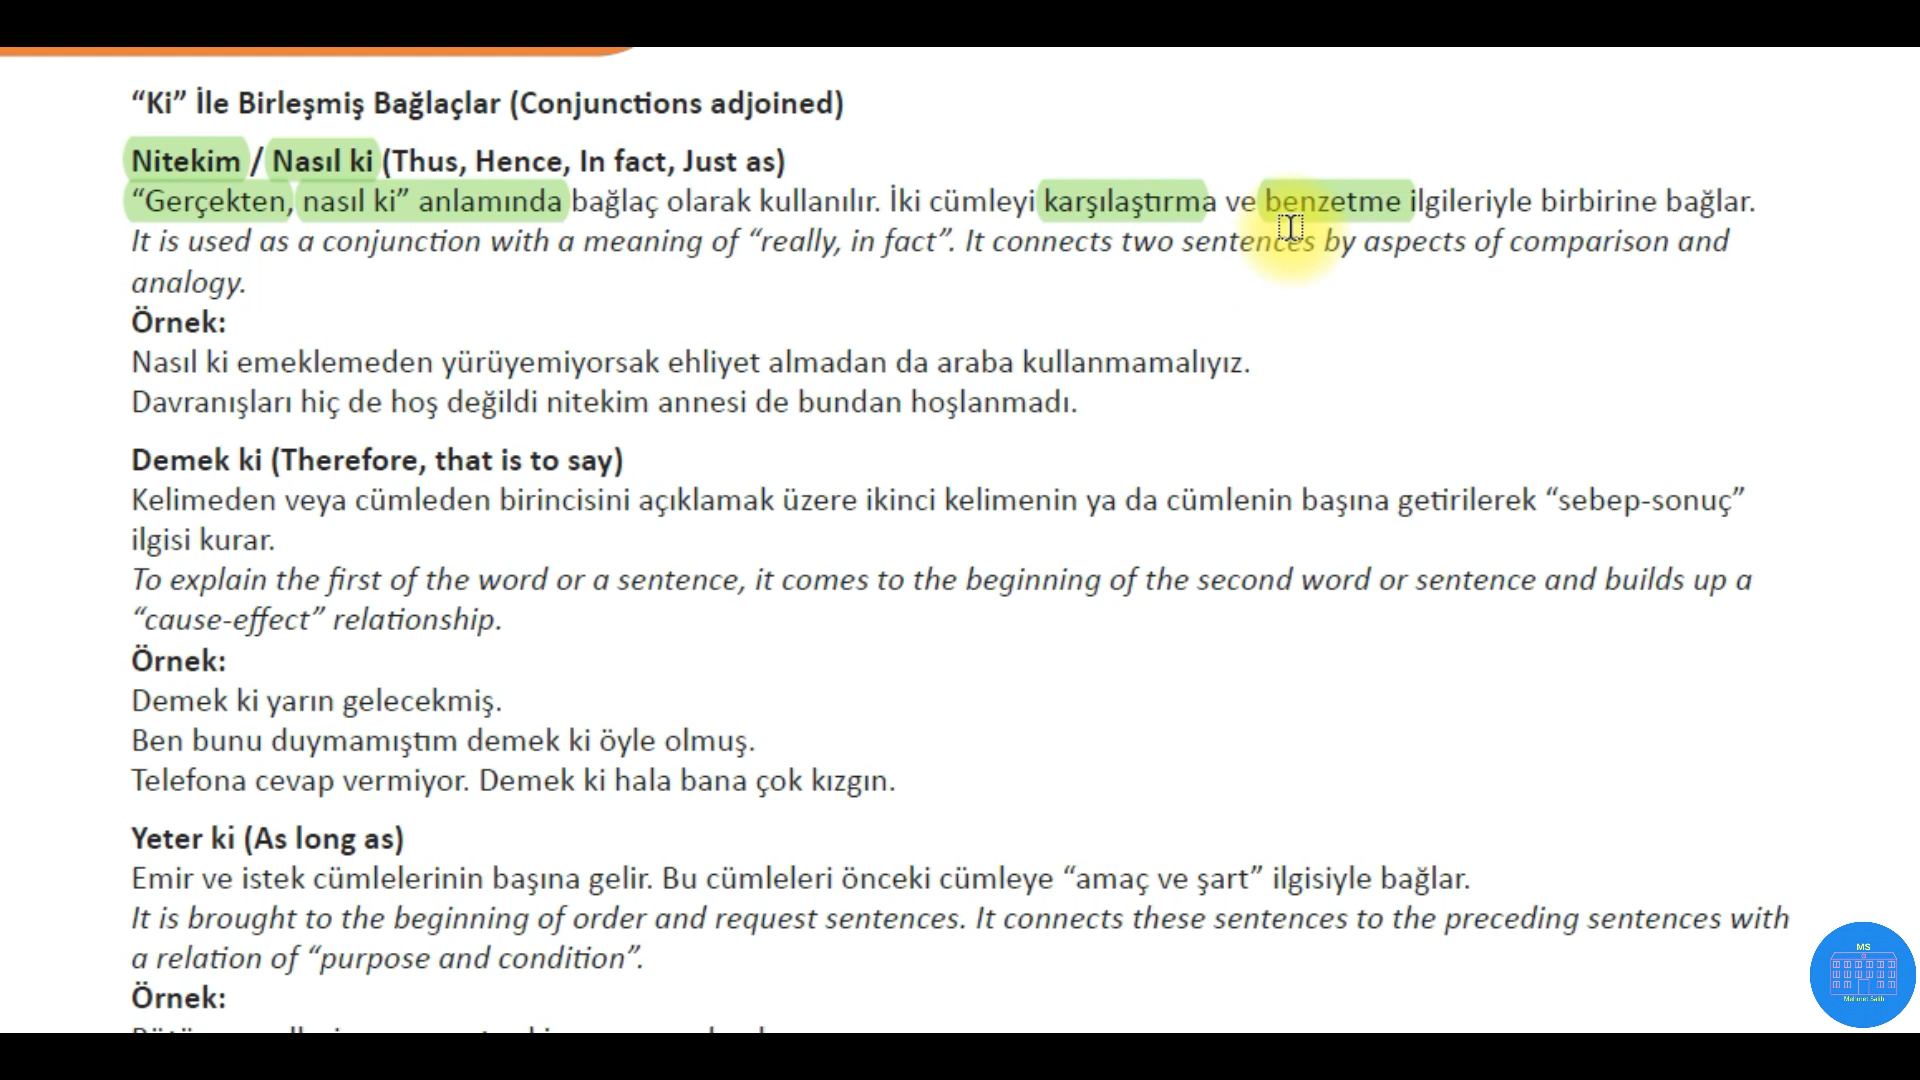 “Ki” İle Birleşmiş Bağlaçlar (Conjunctions adjoined)
Nitekim / Nasıl ki (Thus, Hence, In fact, Just as)
“Gerçekten, nasıl ki” anlamında bağlaç olarak kullanılır. İki cümleyi karşılaştırma ve benzetme ilgileriyle birbirine bağlar.
It is used as a conjunction with a meaning of “really, in fact”. It connects two sentences by aspects of comparison and
analogy.
Örnek:
Nasıl ki emeklemeden yürüyemiyorsak ehliyet almadan da araba kullanmamalıyız.
Davranışları hiç de hoş değildi nitekim annesi de bundan hoşlanmadı.
Demek ki (Therefore, that is to say)
Kelimeden veya cümleden birincisini açıklamak üzere ikinci kelimenin ya da cümlenin başına getirilerek “sebep-sonuç”
ilgisi kurar.
To explain the first of the word or a sentence, it comes to the beginning of the second word or sentence and builds up a
“cause-effect” relationship.
Örnek:
Demek ki yarın gelecekmiş.
Ben bunu duymamıştım demek ki öyle olmuş.
Telefona cevap vermiyor. Demek ki hala bana çok kızgın.
Yeter ki (As long as)
Emir ve istek cümlelerinin başına gelir. Bu cümleleri önceki cümleye “amaç ve şart” ilgisiyle bağlar.
It is brought to the beginning of order and request sentences. It connects these sentences to the preceding sentences with
a relation of “purpose and condition”.
Örnek:
MS
Mehmet Salih